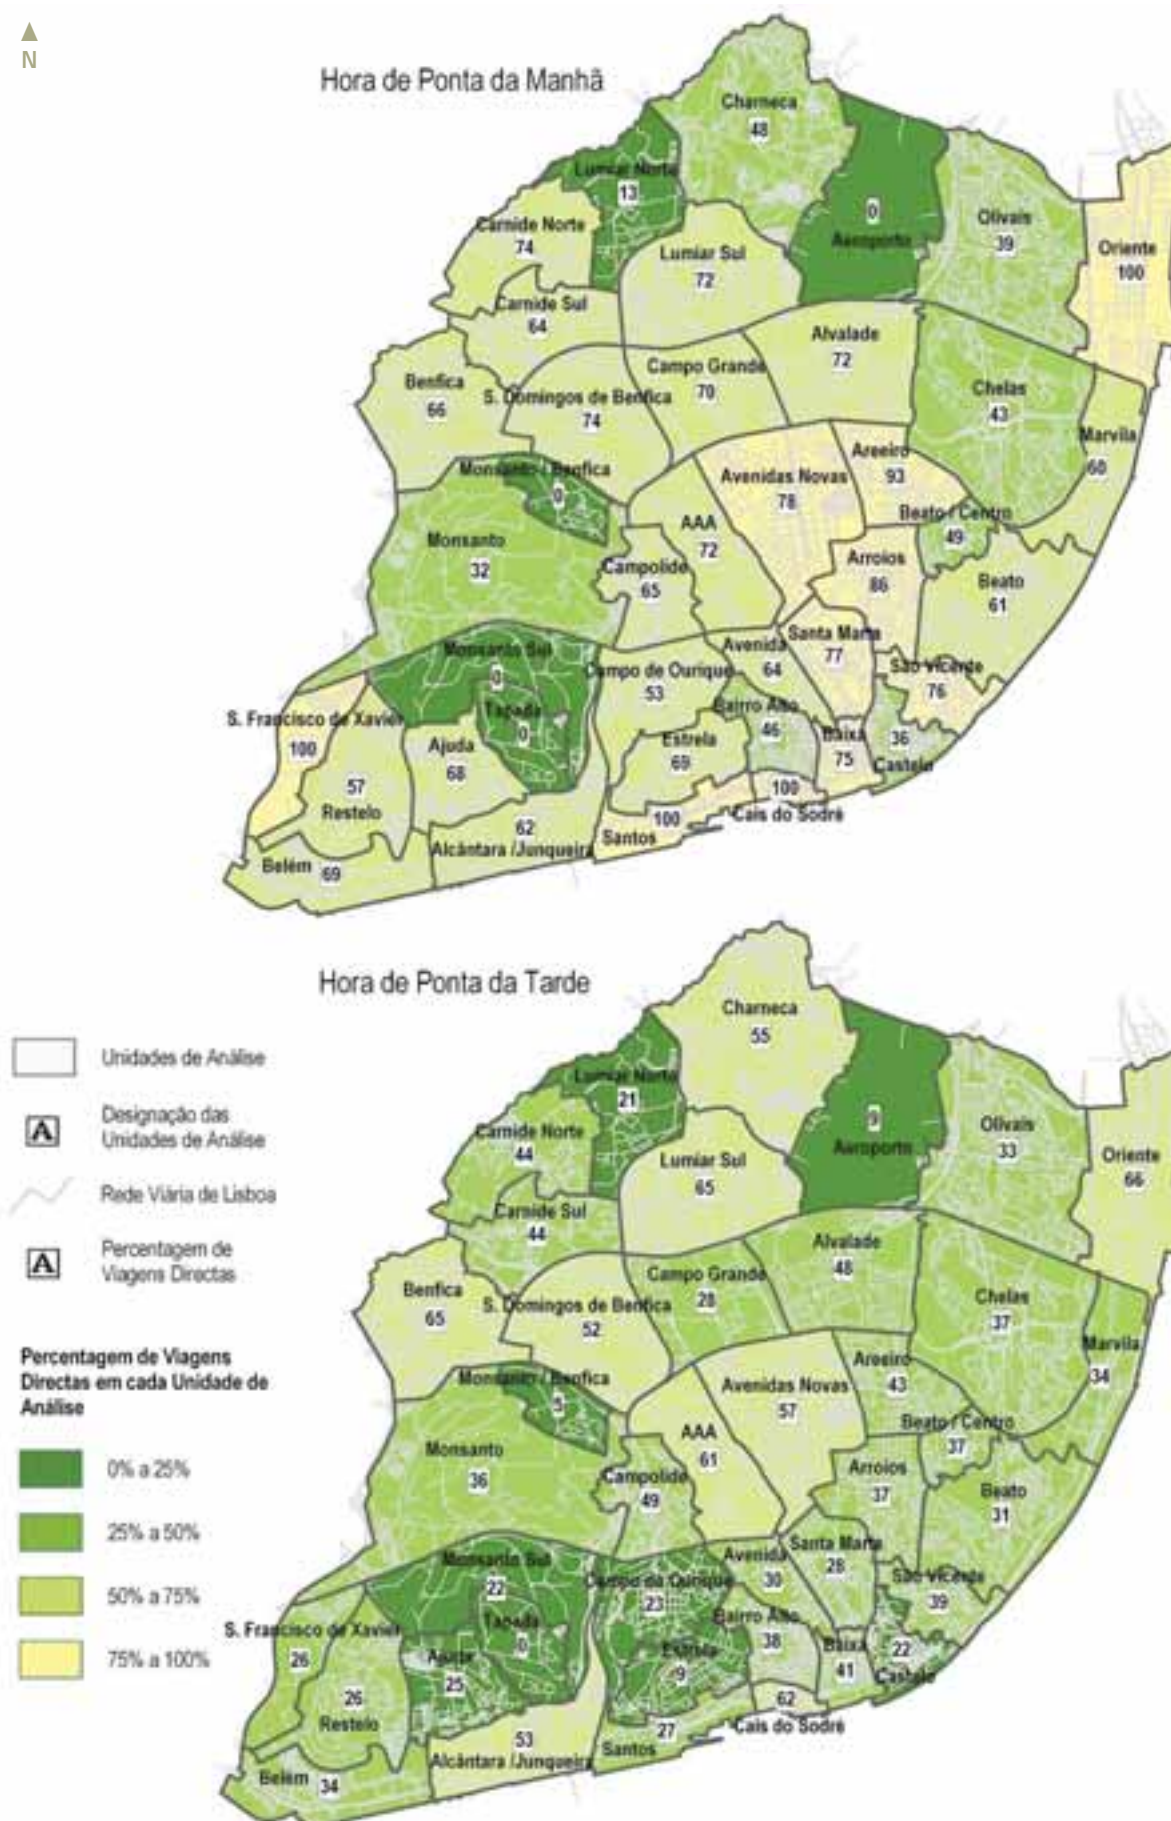 N
Hora de Ponta da Manhã
Charneca
48
Lumiar Norte
13
0
Aeroporto
Olivais
39
Oriente
100
Carnide Norte
74
Lumiar Sul
72
Carnide Sul
64
Alvalade
72
Campo Grande
70
Benfica
66
S. Domingos de Benfica
74
Chelas
43
Marvila
60
Areeiro
93
Avenidas Novas
78
Monsanto / Benfica
0
Beato / Centro
49
AAA
72
Monsanto
32
Campolide
65
Arroios
86
Beato
61
Santa Marta
77
Avenida
64
Monsanto Sul
0
Campo de Ourique
53
São Vicente
76
Tapada
0
Bairro Alto
46
S. Francisco de Xavier
100
Ajuda
68
Estrela
69
Baixa
75
36
Castelo
57
Restelo
100
Cais do Sodré
100
Santos
62
Alcântara /Junqueira
Belém
69
Hora de Ponta da Tarde
Charneca
55
Lumiar Norte
21
9
Aeroporto
Olivais
33
Oriente
66
Carnide Norte
44
Lumiar Sul
65
Carnide Sul
44
Alvalade
48
Campo Grande
28
Benfica
65
S. Domingos de Benfica
52
Chelas
37
Marvila
34
Areeiro
43
Avenidas Novas
57
Monsanto / Benfica
5
Beato / Centro
37
AAA
61
Monsanto
36
Campolide
49
Arroios
37
Beato
31
Santa Marta
28
Avenida
30
Monsanto Sul
22
Campo de Ourique
23
São Vicente
39
Tapada
0
Bairro Alto
38
S. Francisco de Xavier
26
Ajuda
25
Estrela
9
Baixa
41
22
Castelo
26
Restelo
62
Cais do Sodré
27
Santos
53
Alcântara /Junqueira
Belém
34
Unidades de Análise
A
Designação das
Unidades de Análise
Rede Viária de Lisboa
A
Percentagem de
Viagens Directas
Percentagem de Viagens
Directas em cada Unidade de
Análise
0% a 25%
25% a 50%
50% a 75%
75% a 100%